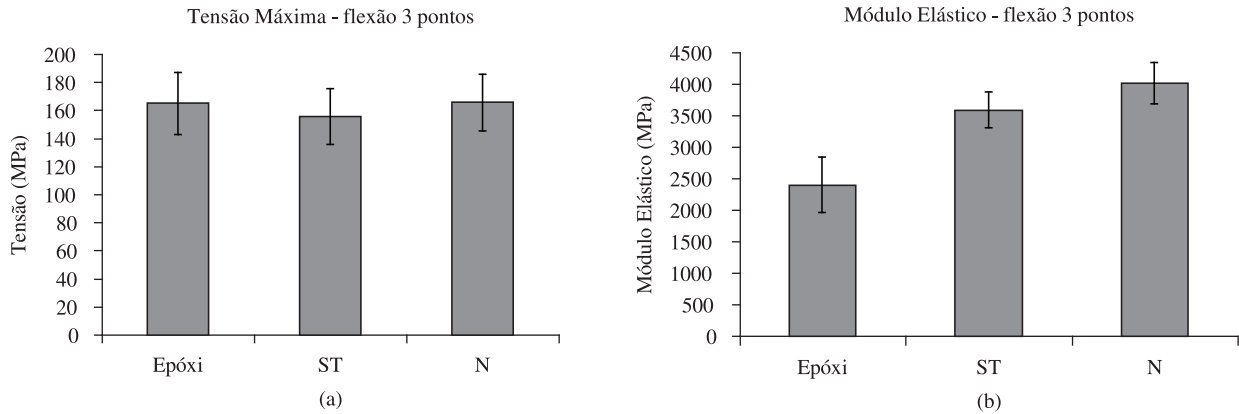 Tensão Máxima - flexão 3 pontos
Tensão (MPa)
200
180
160
140
120
100
80
60
40
20
0
Epóxi ST N
(a)
Módulo Elástico - flexão 3 pontos
Módulo Elástico (MPa)
4500
4000
3500
3000
2500
2000
1500
1000
500
0
Epóxi ST N
(b)